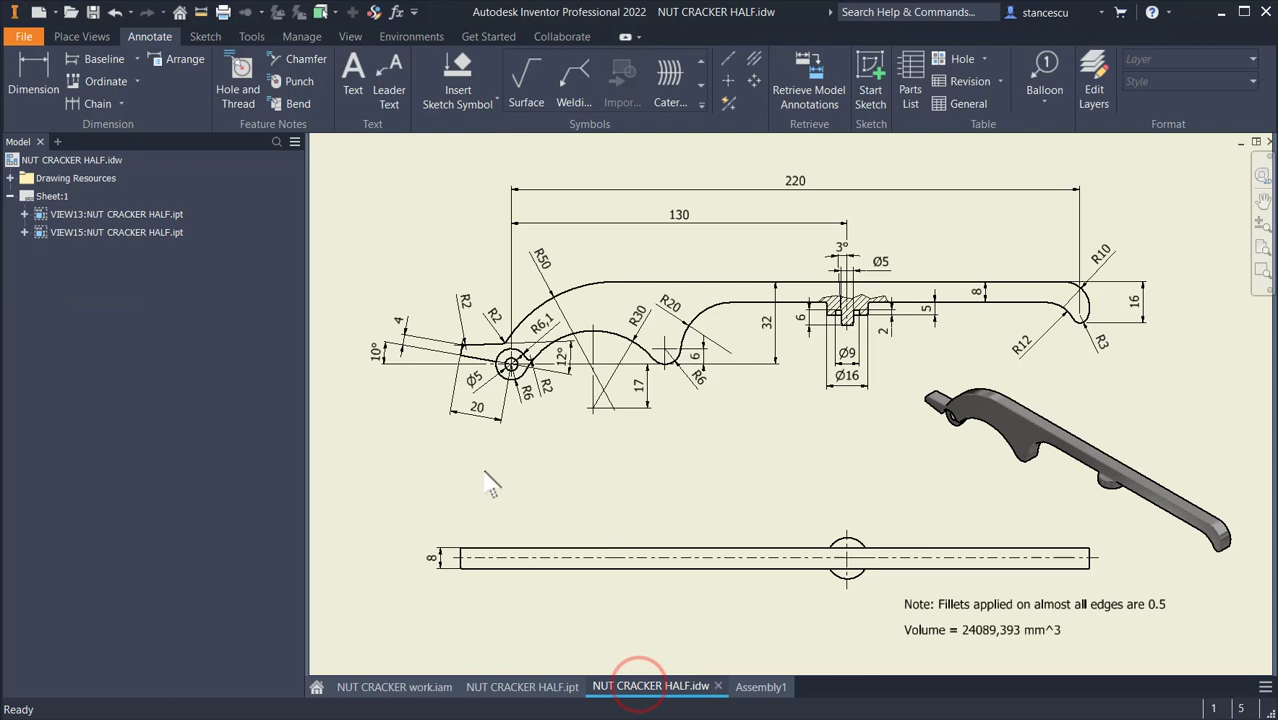 Autodesk Inventor Professional 2022 NUT CRACKER HALF.idw
Search Help & Commands...
stancescu
File Place Views Annotate Sketch Tools Manage View Environments Get Started Collaborate
Dimension
Baseline
Ordinate
Chain
Arrange
Dimension
Hole and Thread
Chamfer
Punch
Bend
Feature Notes
Text
Leader Text
Text
Insert Sketch Symbol
Surface
Weldi...
Impor...
Cater...
Symbols
Retrieve Model Annotations
Retrieve
Start Sketch
Sketch
Parts List
Hole
Revision
General
Table
Balloon
Edit Layers
Layer
Style
Format
Model
NUT CRACKER HALF.idw
Drawing Resources
Sheet:1
VIEW13:NUT CRACKER HALF.ipt
VIEW15:NUT CRACKER HALF.ipt
220
130
3°
Ø5
R50
R10
R2
R2
R6,1
R30
R20
32
6
8
5
2
16
4
10°
12°
6
Ø9
R12
R3
Ø5
R6
R2
17
R6
Ø16
20
8
Note: Fillets applied on almost all edges are 0.5
Volume = 24089,393 mm^3
NUT CRACKER work.iam NUT CRACKER HALF.ipt NUT CRACKER HALF.idw Assembly1
Ready
1 5